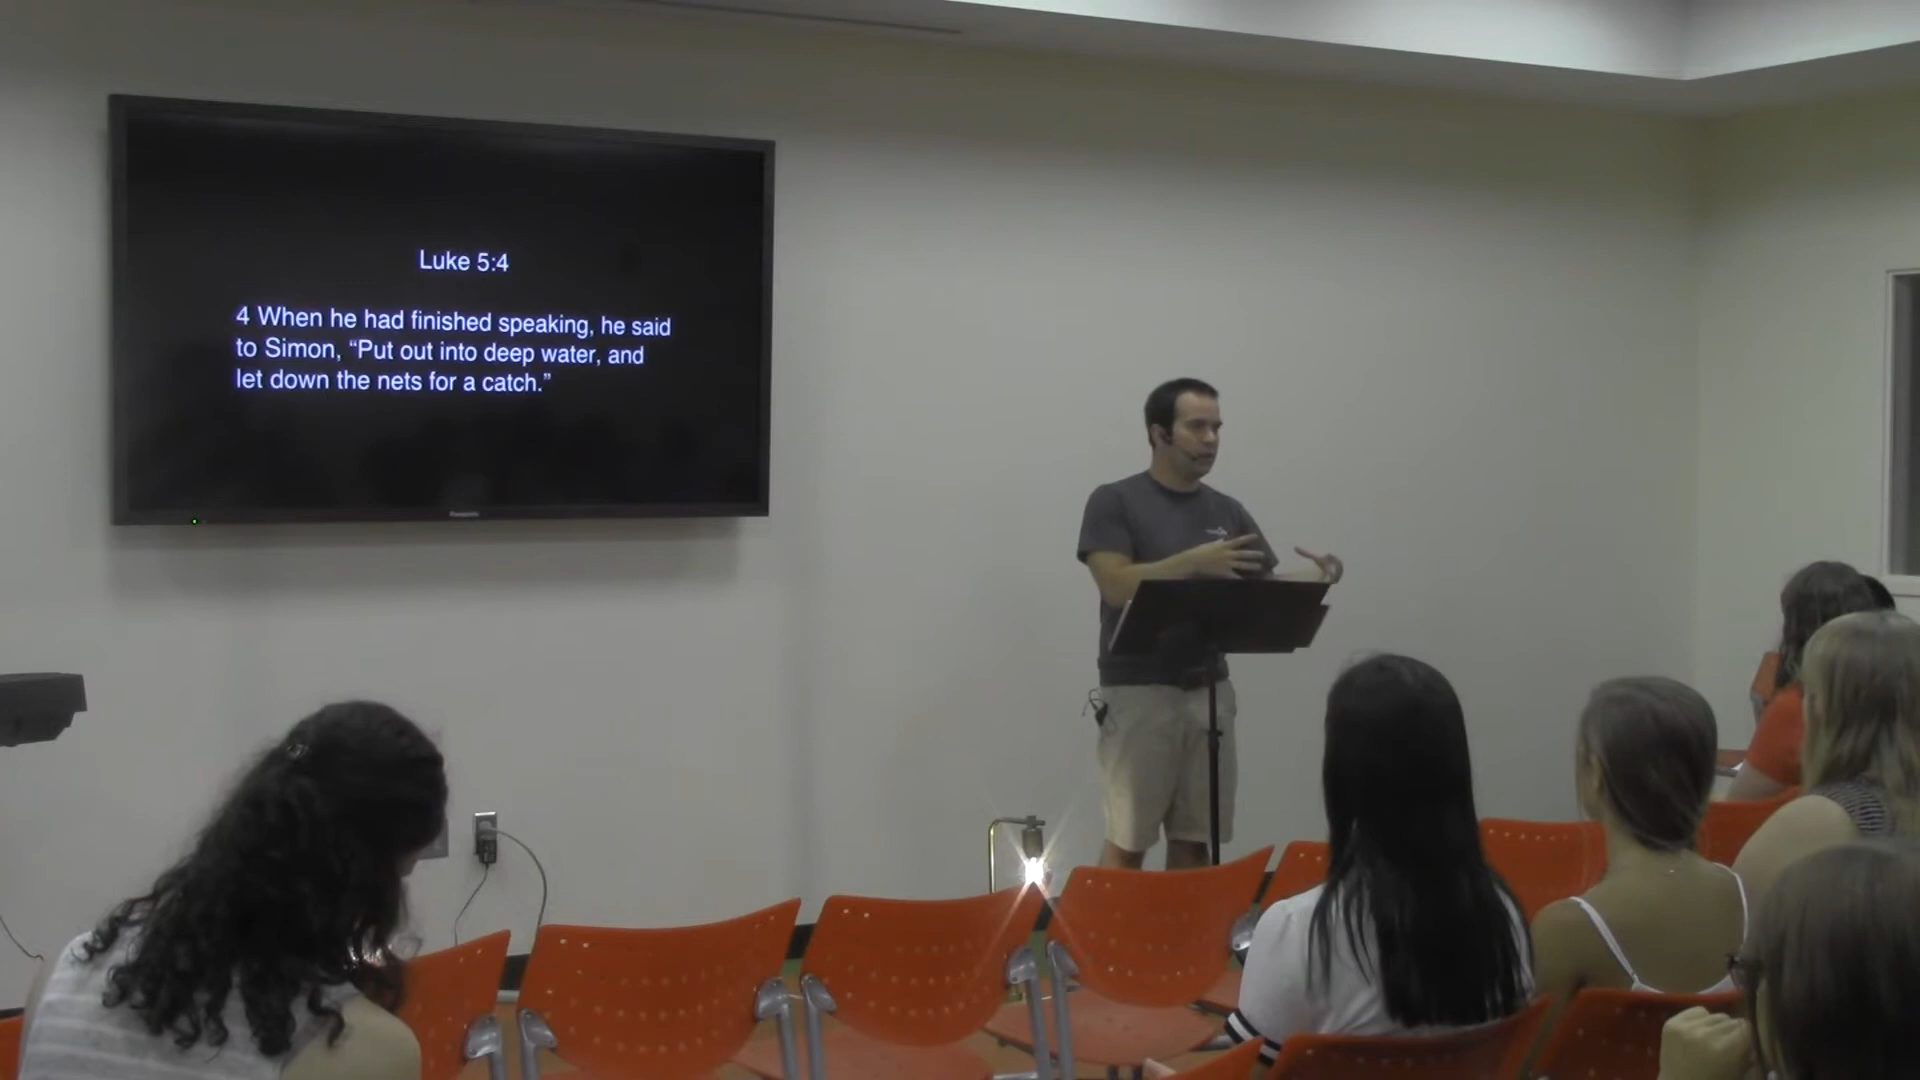 Luke 5:4
4 When he had finished speaking, he said
to Simon, “Put out into deep water, and
let down the nets for a catch.”
Panasonic